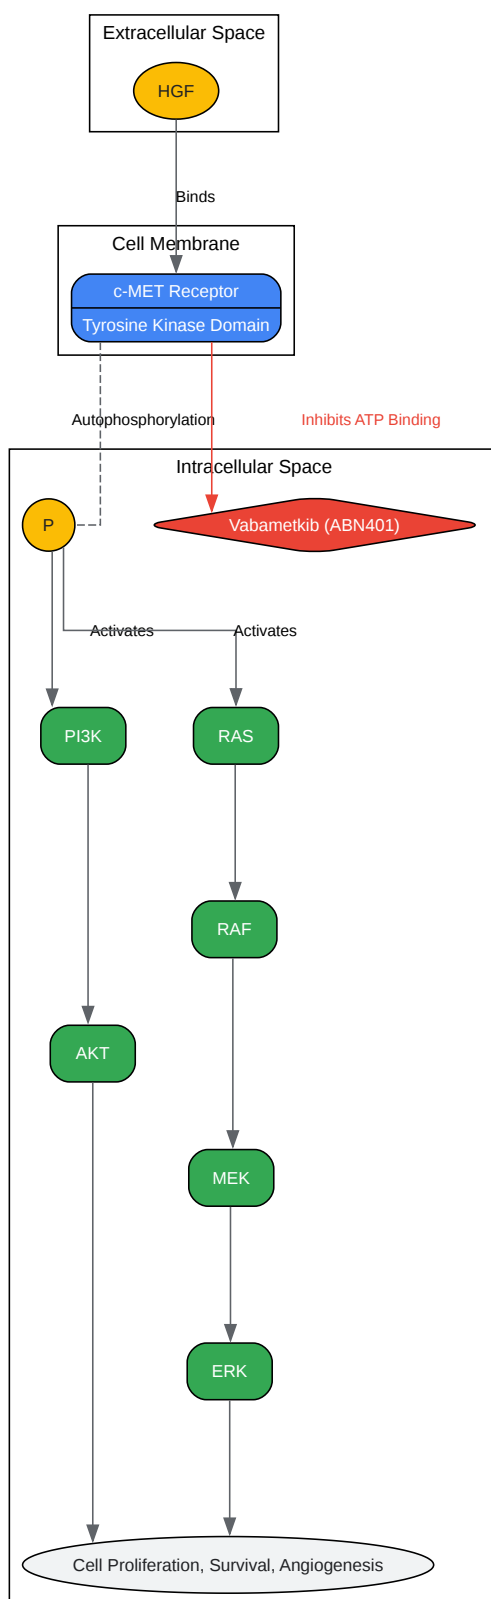 Extracellular Space
HGF
Binds
Cell Membrane
c-MET Receptor
Tyrosine Kinase Domain
Autophosphorylation
Inhibits ATP Binding
Intracellular Space
P
Vabametkib (ABN401)
Activates
Activates
PI3K
RAS
RAF
AKT
MEK
ERK
Cell Proliferation, Survival, Angiogenesis